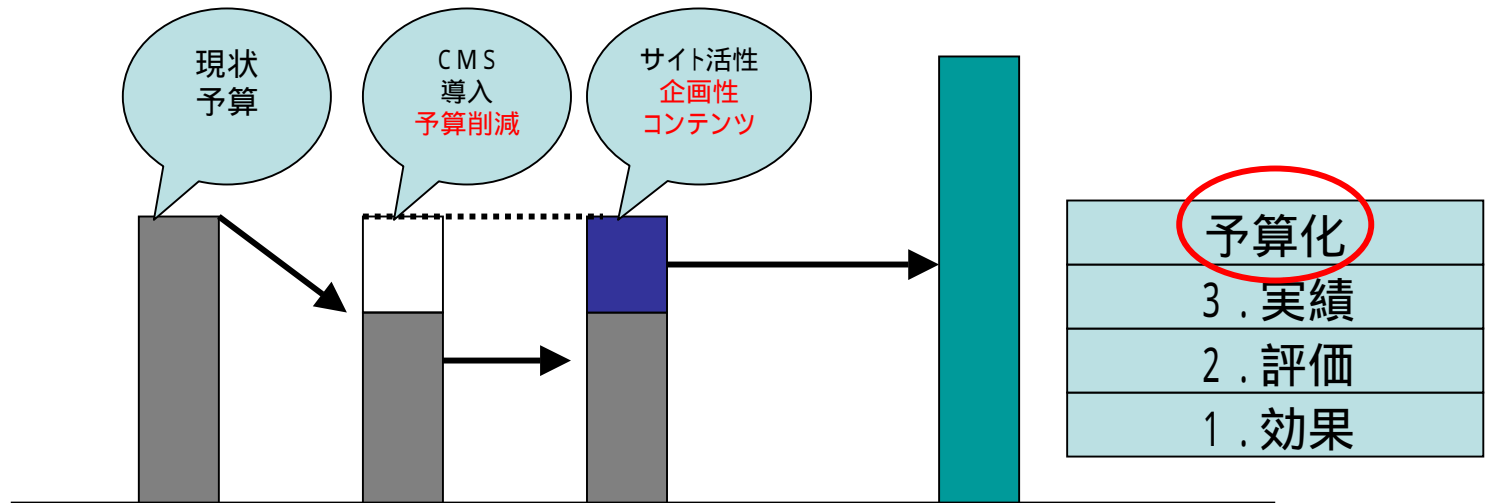 現状
予算
CMS
導入
予算削減
サイト活性
企画性
コンテンツ
予算化
3．実績
2．評価
1．効果